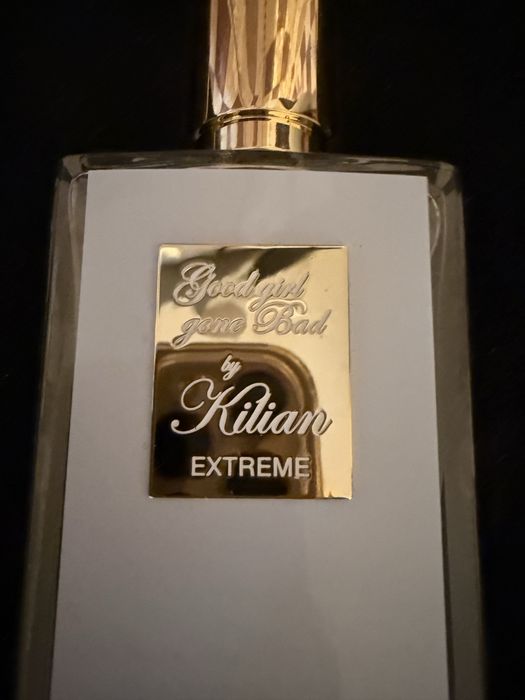 Good girl
gone Bad
by
Kilian
EXTREME